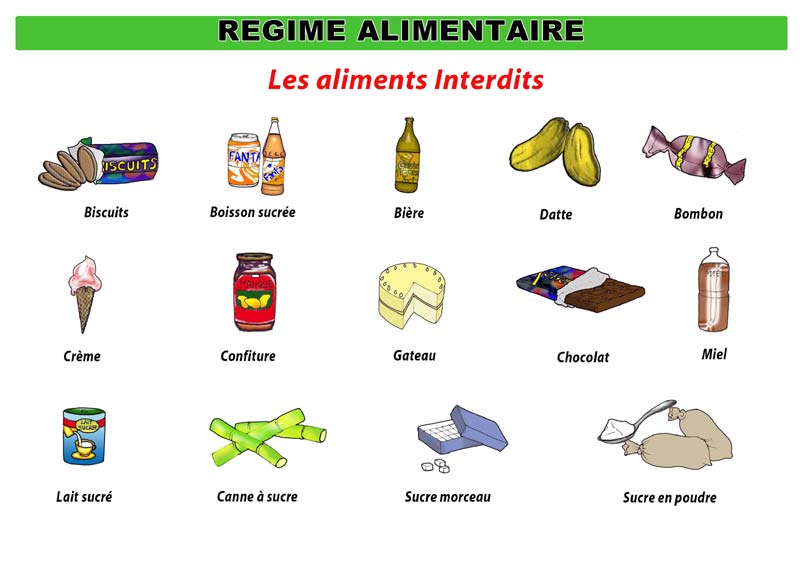 REGIME ALIMENTAIRE
Les aliments Interdits
BISCUITS
FANTA
Fanta
Biscuits
Boisson sucrée
Bière
Datte
Bombon
MIEL
Crème
Confiture
Gateau
Chocolat
Miel
LAIT
SUCRE
Lait sucré
Canne à sucre
Sucre morceau
Sucre en poudre